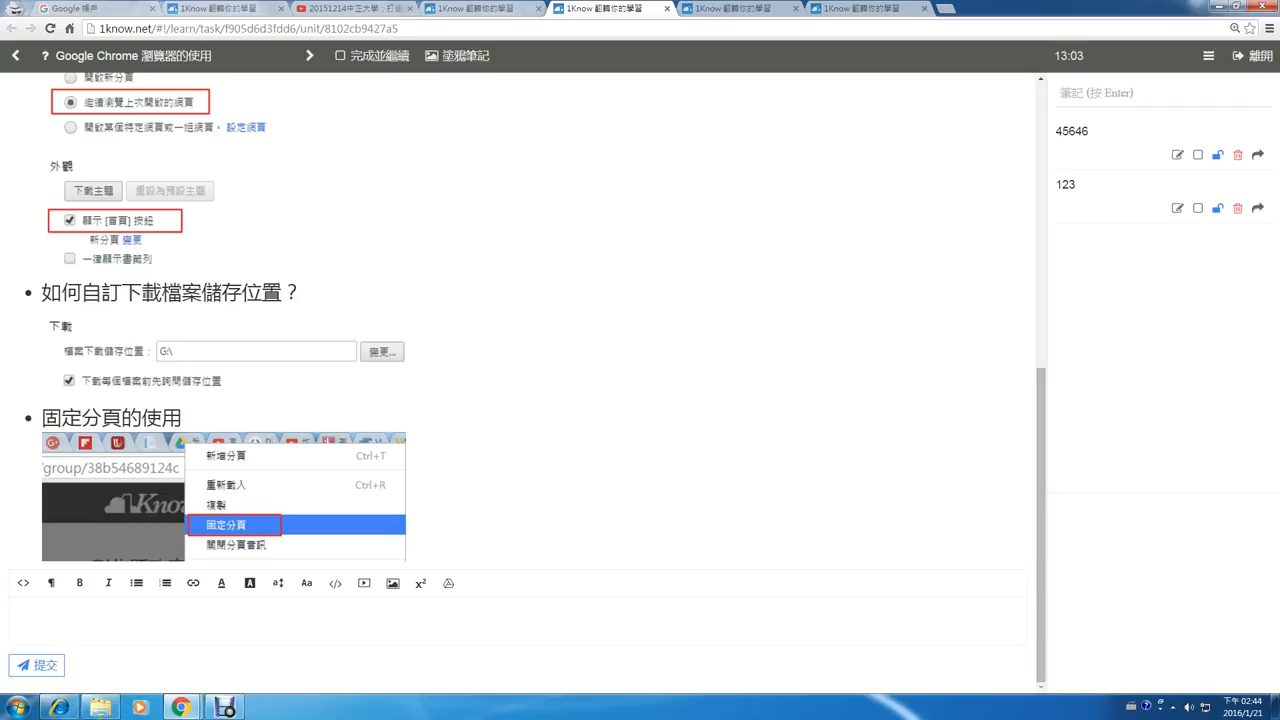 Google 帳戶
1Know 翻轉你的學習
20151214中正大學：打造
1Know 翻轉你的學習
1Know 翻轉你的學習
1Know 翻轉你的學習
1Know 翻轉你的學習
1know.net/#!/learn/task/f905d6d3fdd6/unit/8102cb9427a5
? Google Chrome 瀏覽器的使用
完成並繼續
塗鴉筆記
13:03
離開
開啟新分頁
繼續瀏覽上次開啟的網頁
開啟某個特定網頁或一組網頁。 設定網頁
外觀
下載主題
重設為預設主題
顯示 [首頁] 按鈕
新分頁 變更
一律顯示書籤列
如何自訂下載檔案儲存位置？
下載
檔案下載儲存位置： G:\ 變更...
下載每個檔案前先詢問儲存位置
固定分頁的使用
/group/38b54689124c
新增分頁 Ctrl+T
重新載入 Ctrl+R
複製
固定分頁
關閉分頁音訊
提交
筆記 (按 Enter)
45646
123
下午 02:44
2016/1/21